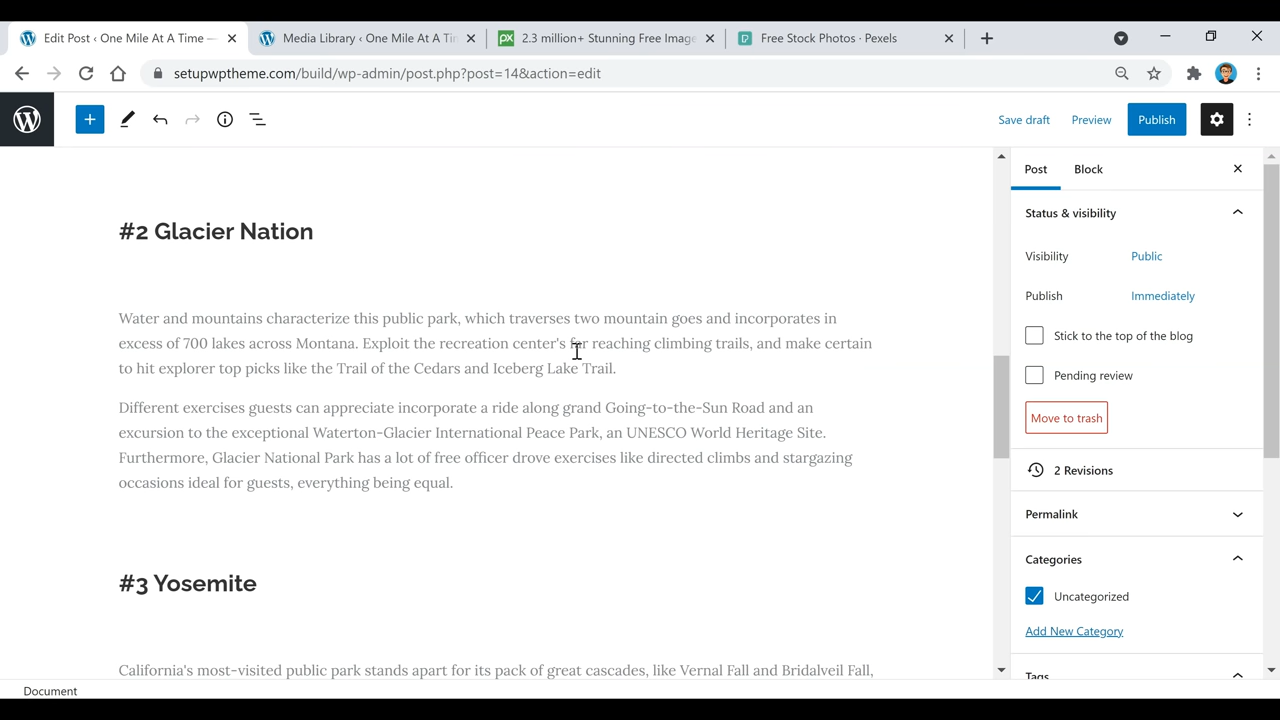 Edit Post ‹ One Mile At A Time —
Media Library ‹ One Mile At A Tim
2.3 million+ Stunning Free Image
Free Stock Photos · Pexels
setupwptheme.com/build/wp-admin/post.php?post=14&action=edit
Save draft
Preview
Publish
#2 Glacier Nation
Water and mountains characterize this public park, which traverses two mountain goes and incorporates in
excess of 700 lakes across Montana. Exploit the recreation center's far reaching climbing trails, and make certain
to hit explorer top picks like the Trail of the Cedars and Iceberg Lake Trail.
Different exercises guests can appreciate incorporate a ride along grand Going-to-the-Sun Road and an
excursion to the exceptional Waterton-Glacier International Peace Park, an UNESCO World Heritage Site.
Furthermore, Glacier National Park has a lot of free officer drove exercises like directed climbs and stargazing
occasions ideal for guests, everything being equal.
#3 Yosemite
California's most-visited public park stands apart for its pack of great cascades, like Vernal Fall and Bridalveil Fall,
Document
Post
Block
Status & visibility
Visibility
Public
Publish
Immediately
Stick to the top of the blog
Pending review
Move to trash
2 Revisions
Permalink
Categories
Uncategorized
Add New Category
Tags